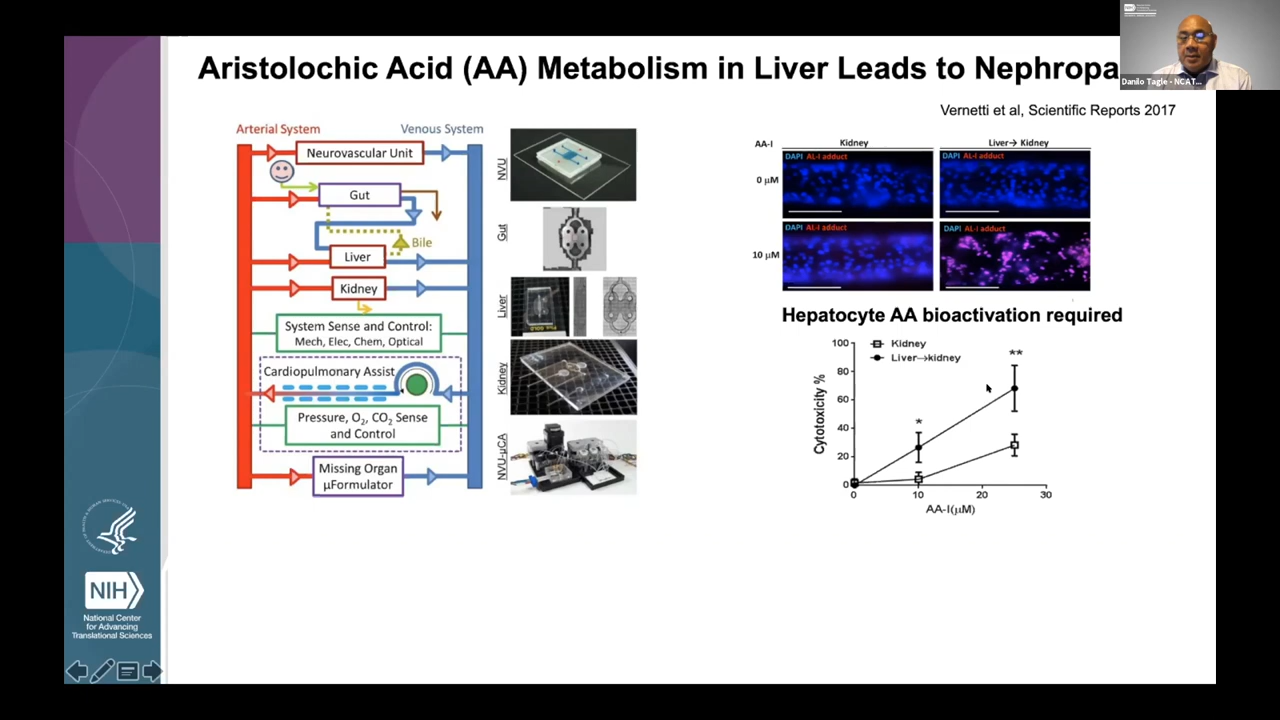 Aristolochic Acid (AA) Metabolism in Liver Leads to Nephropa
NIH
Danilo Tagle - NCAT...
Vernetti et al, Scientific Reports 2017
Arterial System
Venous System
Neurovascular Unit
Gut
Bile
Liver
Kidney
System Sense and Control:
Mech, Elec, Chem, Optical
Cardiopulmonary Assist
Pressure, O₂, CO₂ Sense
and Control
Missing Organ
µFormulator
NVU
Gut
Liver
Kidney
NVU-µCA
AA-I
Kidney
Liver→ Kidney
0 µM
DAPI AL-I adduct
DAPI AL-I adduct
10 µM
DAPI AL-I adduct
DAPI AL-I adduct
Hepatocyte AA bioactivation required
Kidney
Liver→kidney
Cytotoxicity %
100
80
60
40
20
0
*
**
0
10
20
30
AA-I(µM)
NIH
National Center
for Advancing
Translational Sciences